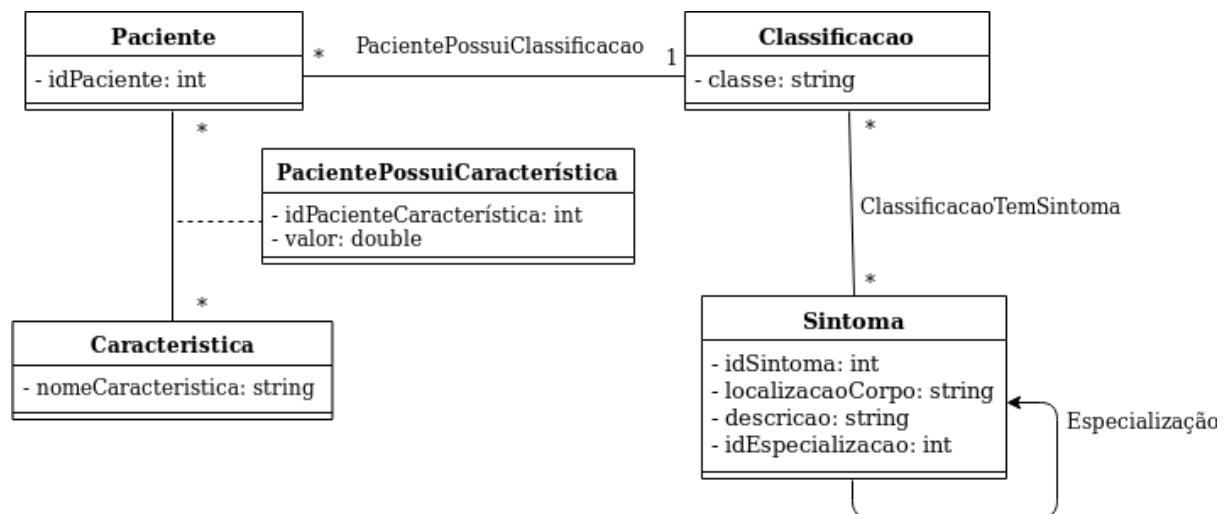 Paciente
- idPaciente: int
*
PacientePossuiClassificacao
1
Classificacao
- classe: string
*
PacientePossuiCaracterística
- idPacienteCaracterística: int
- valor: double
*
ClassificacaoTemSintoma
*
*
Caracteristica
- nomeCaracteristica: string
Sintoma
- idSintoma: int
- localizacaoCorpo: string
- descricao: string
- idEspecializacao: int
Especialização